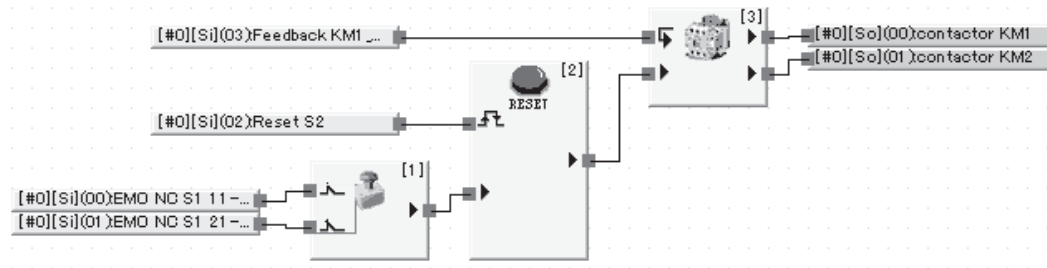 [3]
[#0][Si](03):Feedback KM1_...
[#0][So](00):contactor KM1
[#0][So](01):contactor KM2
[2]
RESET
[#0][Si](02):Reset S2
[1]
[#0][Si](00):EMO NC S1 11-...
[#0][Si](01):EMO NC S1 21-...